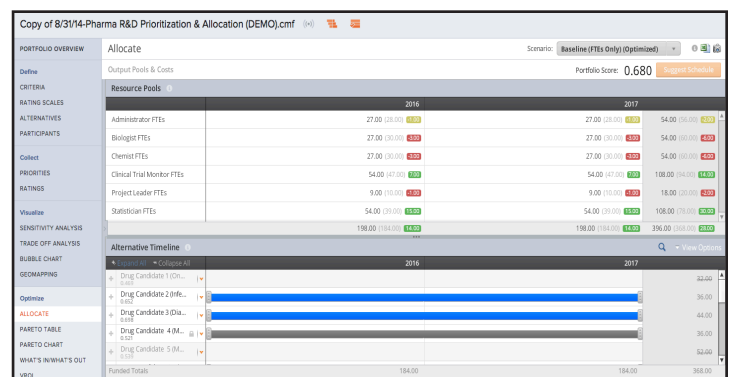 Copy of 8/31/14-Pharma R&D Prioritization & Allocation (DEMO).cmf
PORTFOLIO OVERVIEW
Define
CRITERIA
RATING SCALES
ALTERNATIVES
PARTICIPANTS
Collect
PRIORITIES
RATINGS
Visualize
SENSITIVITY ANALYSIS
TRADE OFF ANALYSIS
BUBBLE CHART
GEOMAPPING
Optimize
ALLOCATE
PARETO TABLE
PARETO CHART
WHAT'S IN/WHAT'S OUT
VROI
Allocate
Scenario: Baseline (FTEs Only) (Optimized)
Output Pools & Costs
Portfolio Score: 0.680 Suggest Schedule
Resource Pools
2016 2017
Administrator FTEs 27.00 (28.00) -1.00 27.00 (28.00) -1.00 54.00 (56.00) -2.00
Biologist FTEs 27.00 (30.00) -3.00 27.00 (30.00) -3.00 54.00 (60.00) -6.00
Chemist FTEs 27.00 (30.00) -3.00 27.00 (30.00) -3.00 54.00 (60.00) -6.00
Clinical Trial Monitor FTEs 54.00 (47.00) 7.00 54.00 (47.00) 7.00 108.00 (94.00) 14.00
Project Leader FTEs 9.00 (10.00) -1.00 9.00 (10.00) -1.00 18.00 (20.00) -2.00
Statistician FTEs 54.00 (39.00) 15.00 54.00 (39.00) 15.00 108.00 (78.00) 30.00
198.00 (184.00) 14.00 198.00 (184.00) 14.00 396.00 (368.00) 28.00
Alternative Timeline View Options
Expand All Collapse All 2016 2017
Drug Candidate 1 (On... 32.00
Drug Candidate 2 (Infe... 36.00
0.652
Drug Candidate 3 (Dia... 44.00
0.698
Drug Candidate 4 (M... 36.00
0.521
Drug Candidate 5 (M... 52.00
Funded Totals 184.00 184.00 368.00